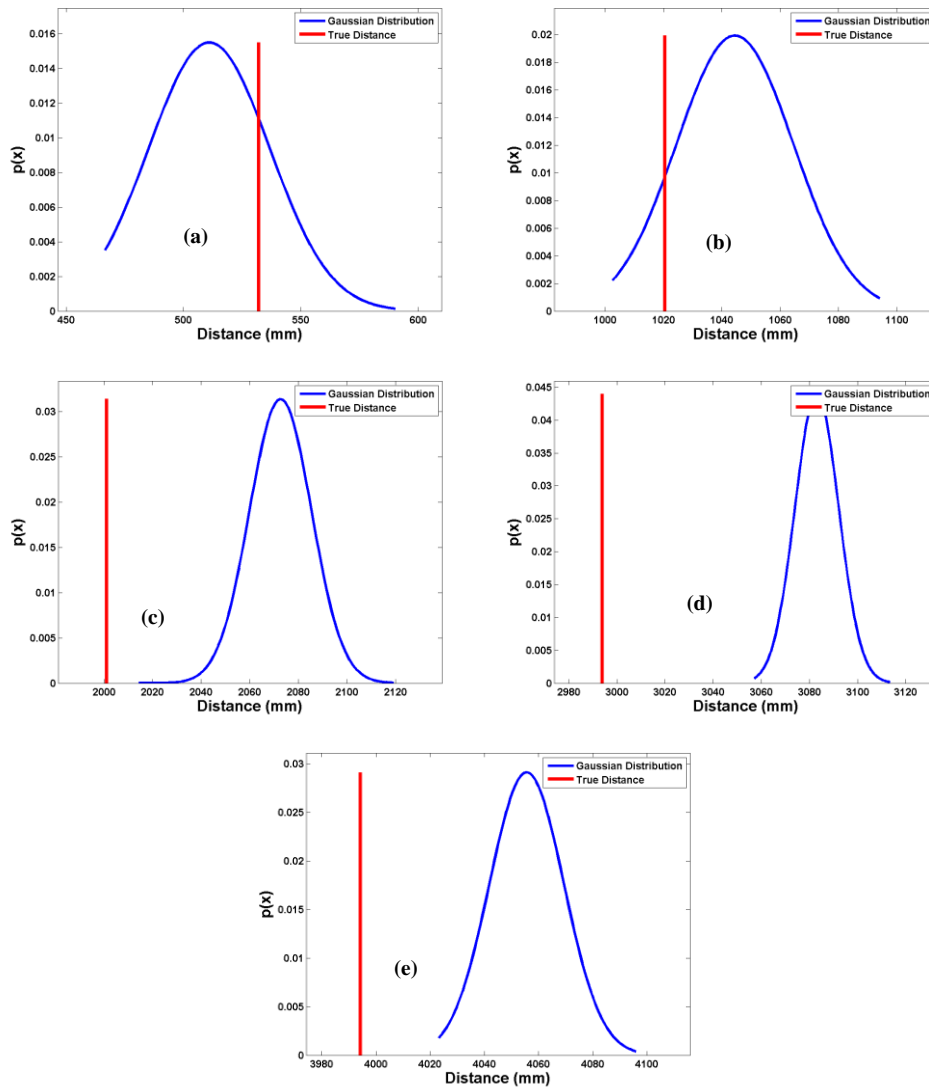 Gaussian Distribution
True Distance
0.016
0.014
0.012
0.01
0.008
0.006
0.004
0.002
0
p(x)
(a)
450 500 550 600
Distance (mm)
Gaussian Distribution
True Distance
0.02
0.018
0.016
0.014
0.012
0.01
0.008
0.006
0.004
0.002
0
p(x)
(b)
1000 1020 1040 1060 1080 1100
Distance (mm)
Gaussian Distribution
True Distance
0.03
0.025
0.02
0.015
0.01
0.005
0
p(x)
(c)
2000 2020 2040 2060 2080 2100 2120
Distance (mm)
Gaussian Distribution
True Distance
0.045
0.04
0.035
0.03
0.025
0.02
0.015
0.01
0.005
0
p(x)
(d)
2980 3000 3020 3040 3060 3080 3100 3120
Distance (mm)
Gaussian Distribution
True Distance
0.03
0.025
0.02
0.015
0.01
0.005
0
p(x)
(e)
3980 4000 4020 4040 4060 4080 4100
Distance (mm)